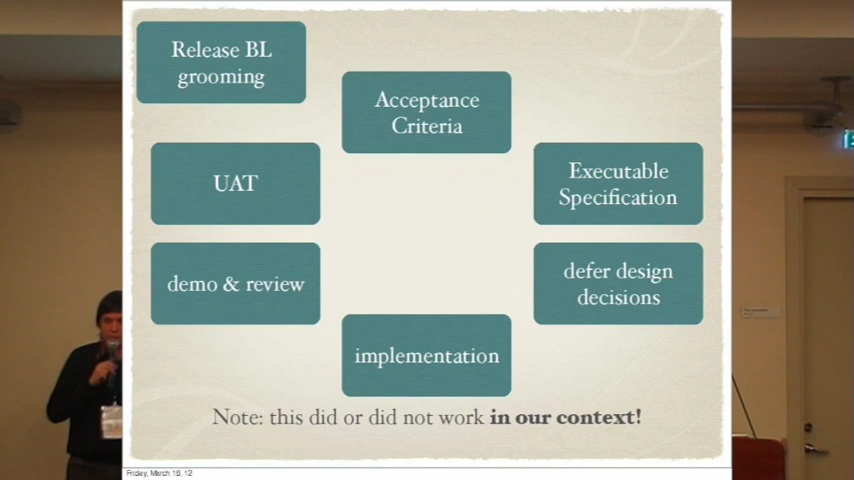 Release BL
grooming
Acceptance
Criteria
UAT
Executable
Specification
demo & review
defer design
decisions
implementation
Note: this did or did not work in our context!
Friday, March 16, 12